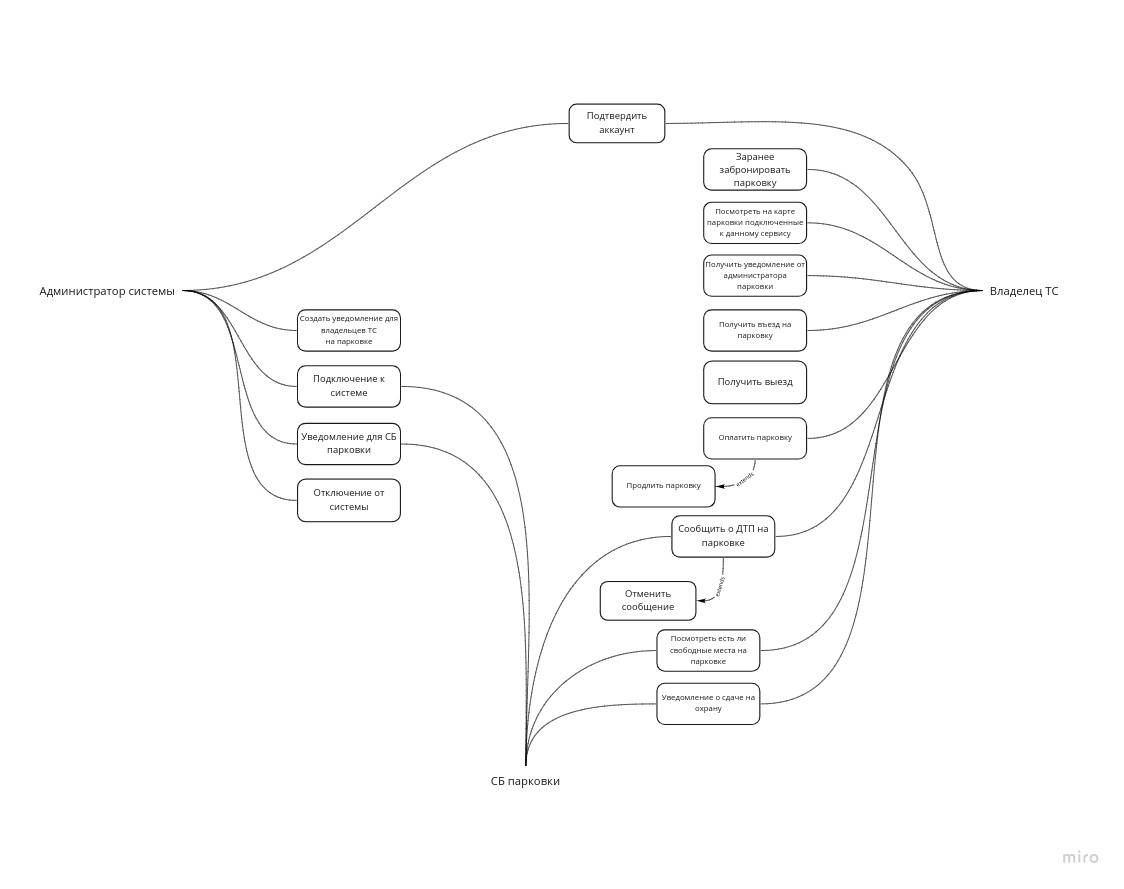 Подтвердить
аккаунт
Заранее
забронировать
парковку
Посмотреть на карте
парковки подключенные
к данному сервису
Получить уведомление от
администратора
парковки
Администратор системы
Владелец ТС
Создать уведомление для
владельцев ТС
на парковке
Получить въезд на
парковку
Подключение к
системе
Получить выезд
Уведомление для СБ
парковки
Оплатить парковку
extends
Продлить парковку
Отключение от
системы
Сообщить о ДТП на
парковке
extends
Отменить
сообщение
Посмотреть есть ли
свободные места на
парковке
Уведомление о сдаче на
охрану
СБ парковки
miro